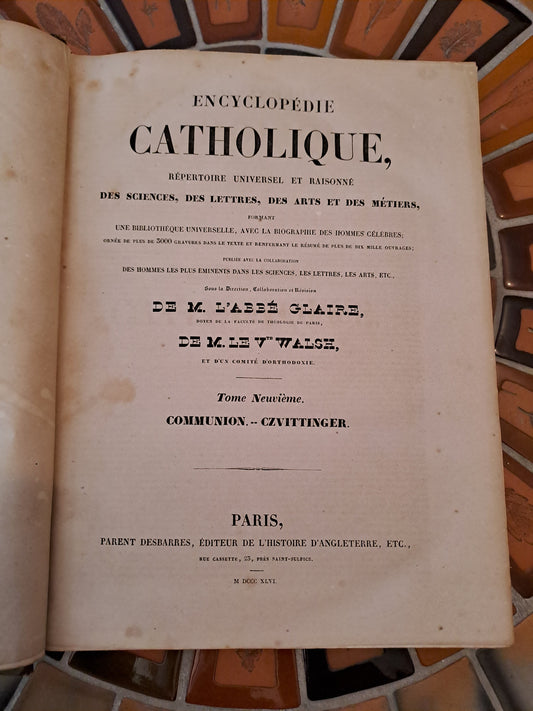 ENCYCLOPÉDIE
CATHOLIQUE,
RÉPERTOIRE UNIVERSEL ET RAISONNÉ
DES SCIENCES, DES LETTRES, DES ARTS ET DES MÉTIERS,
FORMANT
UNE BIBLIOTHÈQUE UNIVERSELLE, AVEC LA BIOGRAPHIE DES HOMMES CÉLÈBRES;
ORNÉE DE PLUS DE 3000 GRAVURES DANS LE TEXTE ET RENFERMANT LE RÉSUMÉ DE PLUS DE DIX MILLE OUVRAGES;
PUBLIÉE AVEC LA COLLABORATION
DES HOMMES LES PLUS ÉMINENTS DANS LES SCIENCES, LES LETTRES, LES ARTS, ETC.,
Sous la Direction, Collaboration et Révision
DE M. L'ABBÉ GLAIRE,
DOYEN DE LA FACULTÉ DE THÉOLOGIE DE PARIS,
DE M. LE Vte WALSH,
ET D'UN COMITÉ D'ORTHODOXIE.
Tome Neuvième.
COMMUNION. -- CZVITTINGER.
PARIS,
PARENT DESBARRES, ÉDITEUR DE L'HISTOIRE D'ANGLETERRE, ETC.,
RUE CASSETTE, 23, PRÈS SAINT-SULPICE.
M DCCC XLVI.